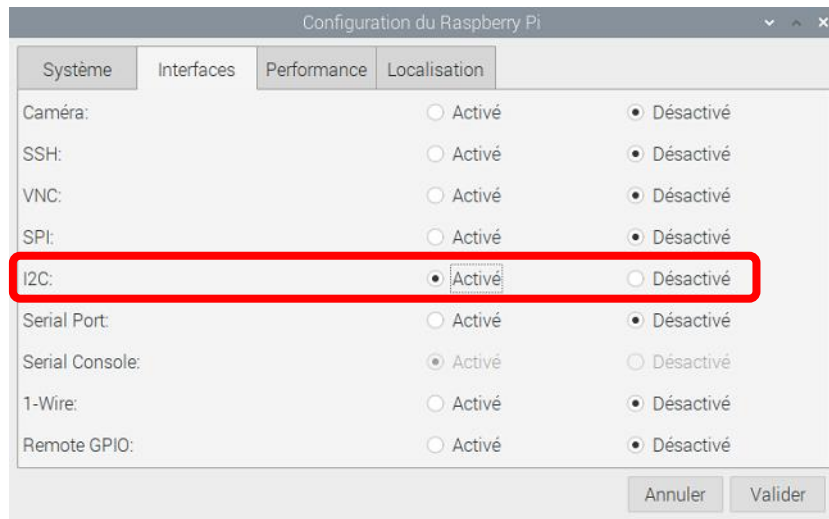 Configuration du Raspberry Pi
Système Interfaces Performance Localisation
Caméra: Activé Désactivé
SSH: Activé Désactivé
VNC: Activé Désactivé
SPI: Activé Désactivé
I2C: Activé Désactivé
Serial Port: Activé Désactivé
Serial Console: Activé Désactivé
1-Wire: Activé Désactivé
Remote GPIO: Activé Désactivé
Annuler Valider